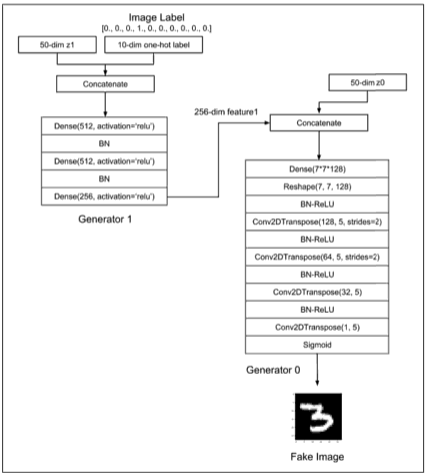 Image Label
[0., 0., 0., 1., 0., 0., 0., 0., 0., 0.]
50-dim z1
10-dim one-hot label
Concatenate
Dense(512, activation='relu')
BN
Dense(512, activation='relu')
BN
Dense(256, activation='relu')
Generator 1
256-dim feature1
50-dim z0
Concatenate
Dense(7*7*128)
Reshape(7, 7, 128)
BN-ReLU
Conv2DTranspose(128, 5, strides=2)
BN-ReLU
Conv2DTranspose(64, 5, strides=2)
BN-ReLU
Conv2DTranspose(32, 5)
BN-ReLU
Conv2DTranspose(1, 5)
Sigmoid
Generator 0
3
Fake Image